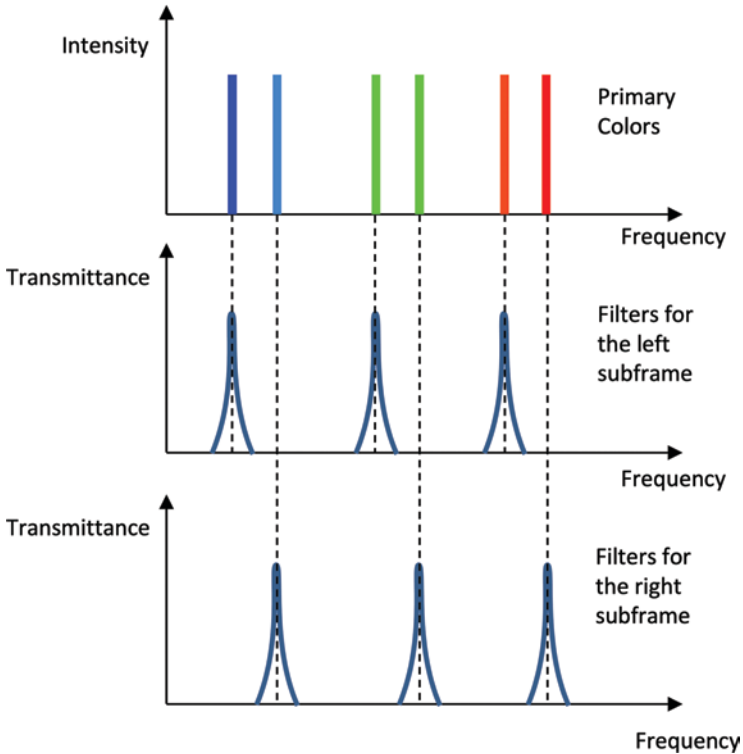 Intensity
Primary
Colors
Frequency
Transmittance
Filters for
the left
subframe
Frequency
Transmittance
Filters for
the right
subframe
Frequency